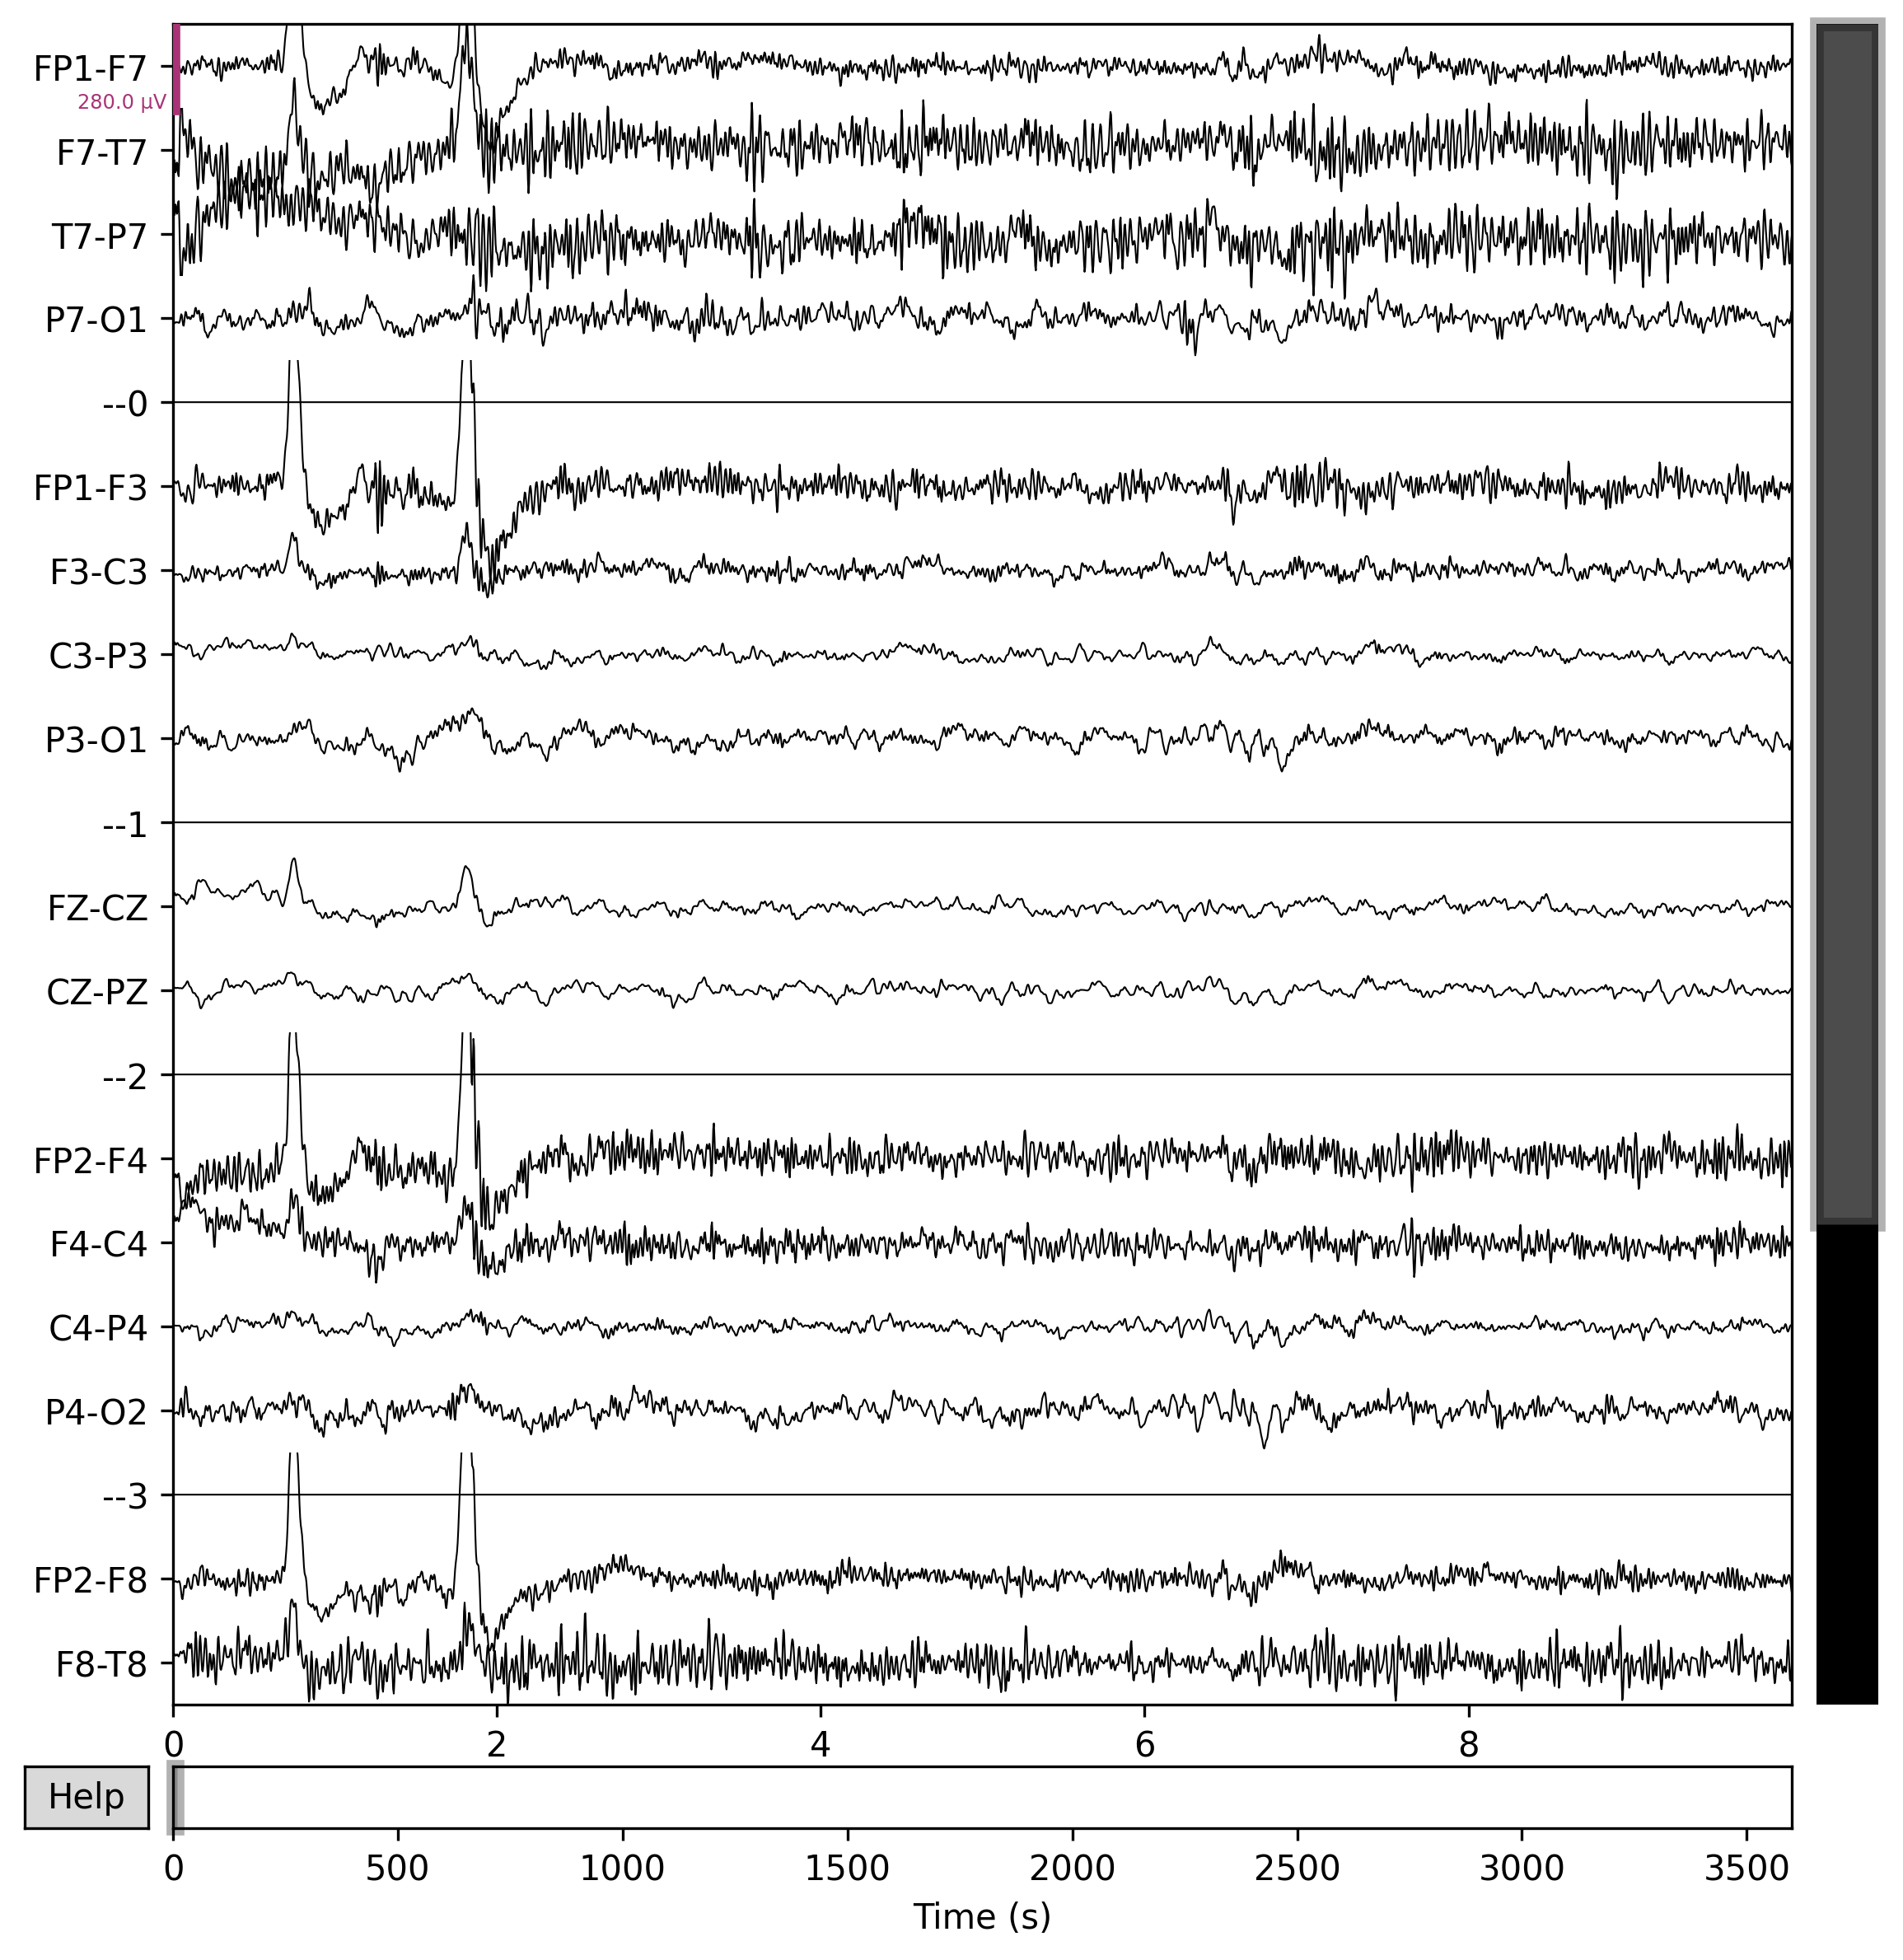 FP1-F7
280.0 µV
F7-T7
T7-P7
P7-O1
--0
FP1-F3
F3-C3
C3-P3
P3-O1
--1
FZ-CZ
CZ-PZ
--2
FP2-F4
F4-C4
C4-P4
P4-O2
--3
FP2-F8
F8-T8
0 2 4 6 8
Help
0 500 1000 1500 2000 2500 3000 3500
Time (s)